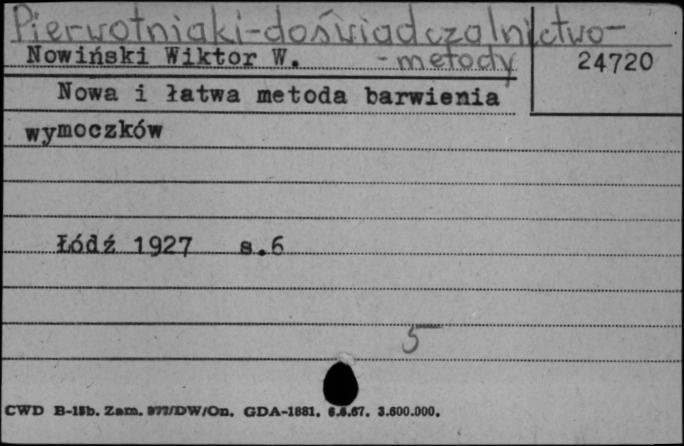 Pierwotniaki-doświadczalnictwo-
-metody
Nowiński Wiktor W.
24720
Nowa i łatwa metoda barwienia
wymoczków
Łódź 1927 s.6
5
CWD B-15b. Zam. 877/DW/On. GDA-1881. 6.6.67. 3.600.000.